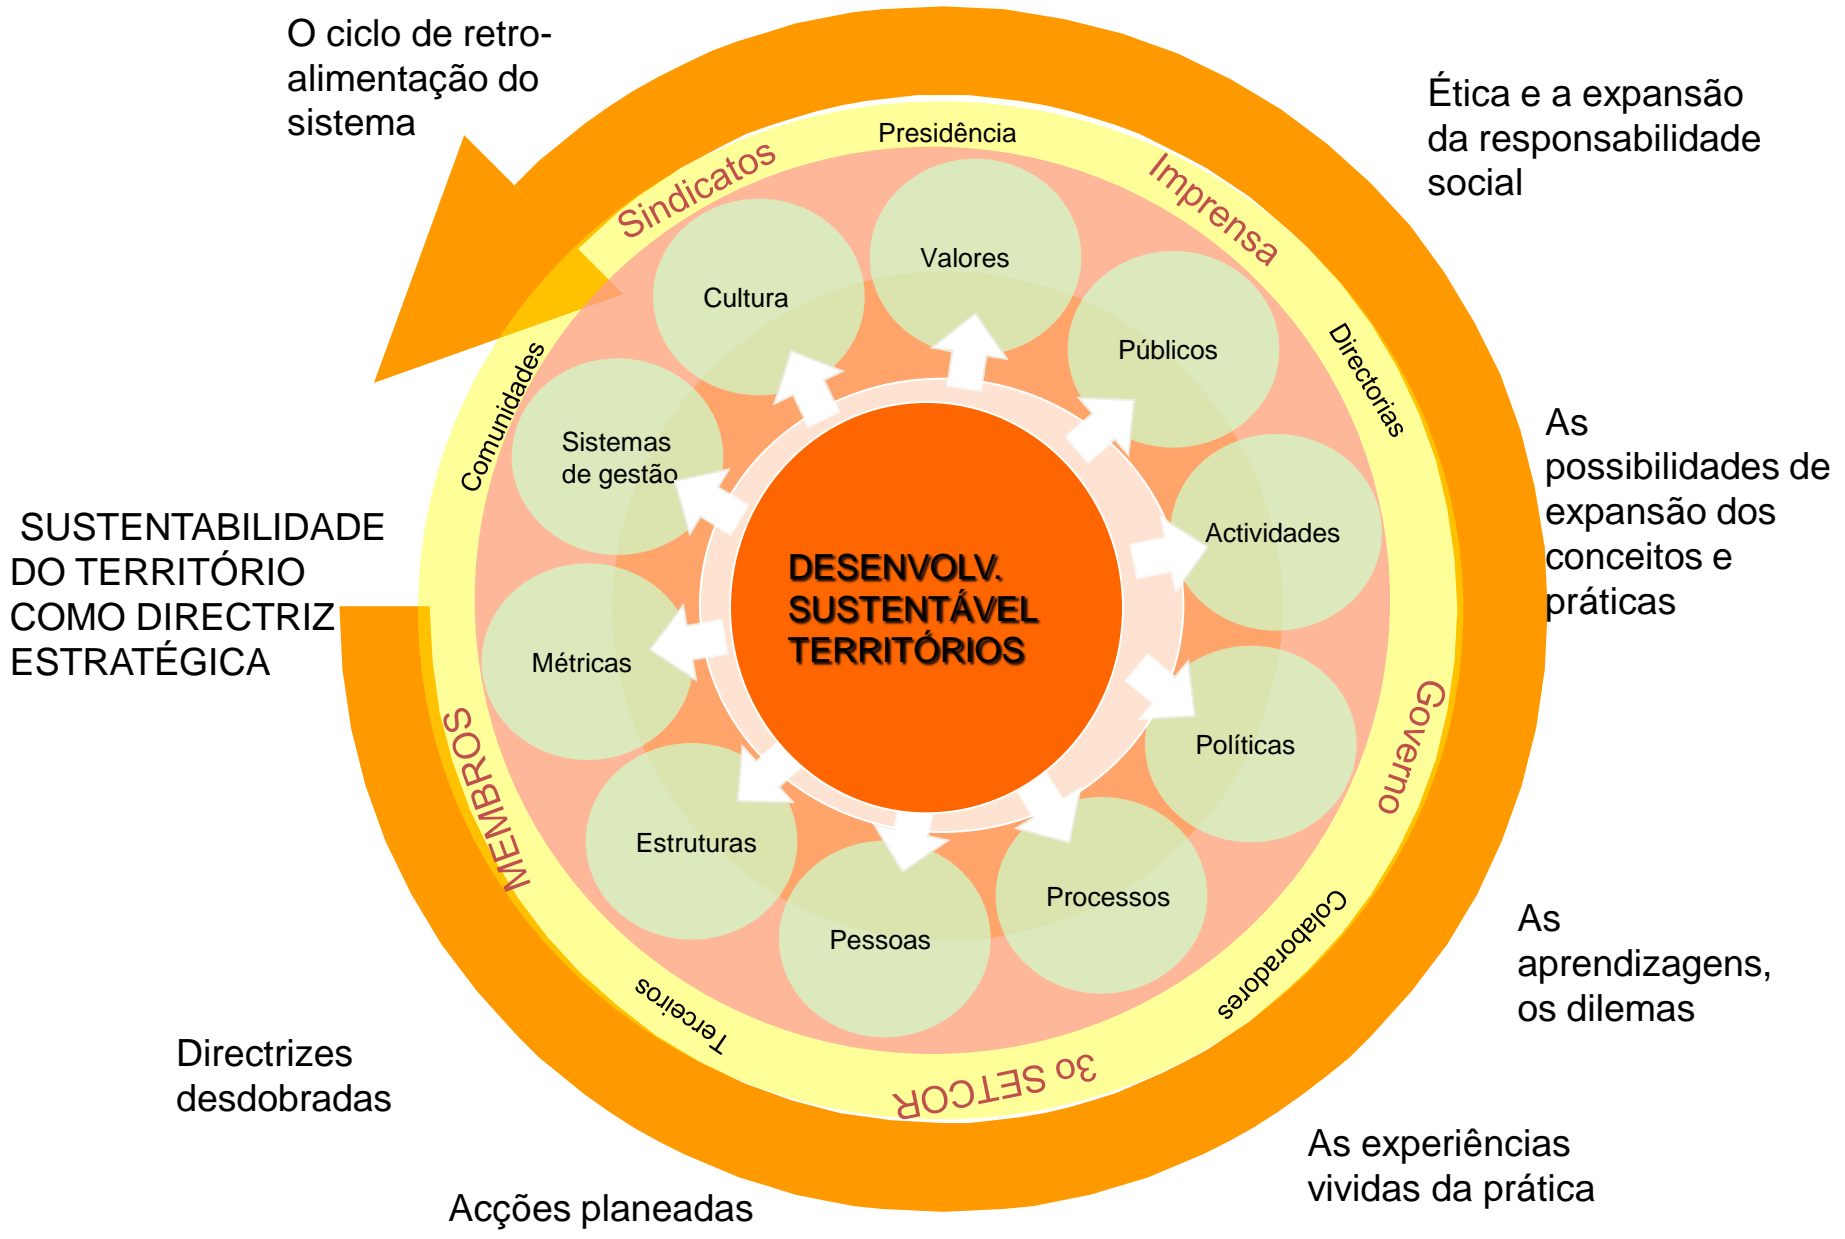 O ciclo de retro-
alimentação do
sistema
Ética e a expansão
da responsabilidade
social
As
possibilidades de
expansão dos
conceitos e
práticas
As
aprendizagens,
os dilemas
As experiências
vividas da prática
Acções planeadas
Directrizes
desdobradas
SUSTENTABILIDADE
DO TERRITÓRIO
COMO DIRECTRIZ
ESTRATÉGICA
Presidência
Imprensa
Directorias
Governo
Colaboradores
3o SETCOR
Terceiros
MEMBROS
Comunidades
Sindicatos
Valores
Públicos
Actividades
Políticas
Processos
Pessoas
Estruturas
Métricas
Sistemas
de gestão
Cultura
DESENVOLV.
SUSTENTÁVEL
TERRITÓRIOS